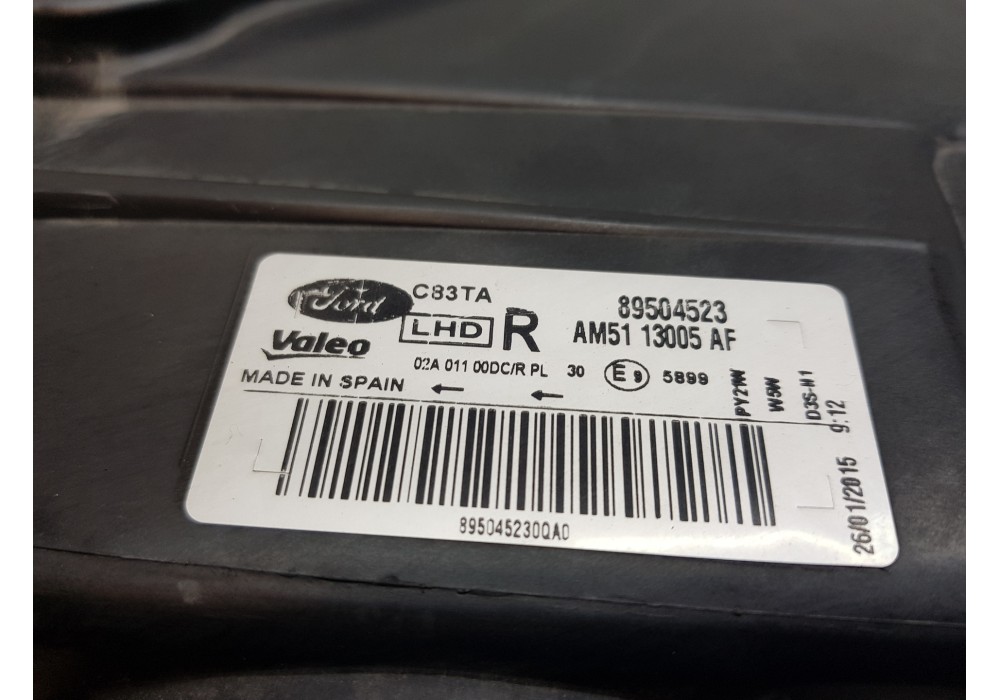 Ford C83TA 89504523
Valeo LHD R AM51 13005 AF
02A 011 00DC/R PL 30 E9 5899
MADE IN SPAIN
PY21W
W5W
D3S-H1
895045230QA0
26/01/2015 9:12